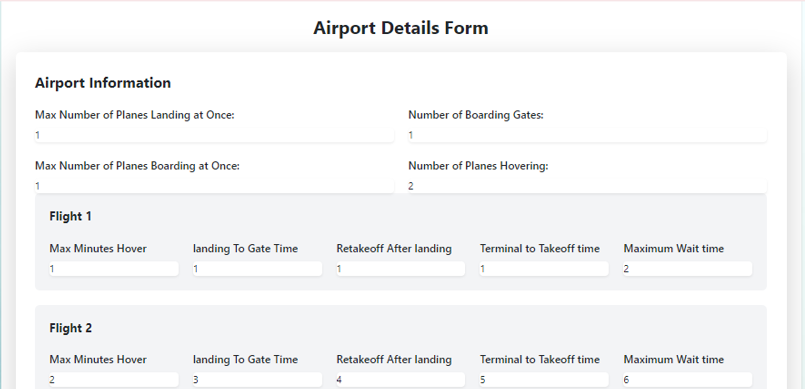 Airport Details Form
Airport Information
Max Number of Planes Landing at Once: Number of Boarding Gates:
1 1
Max Number of Planes Boarding at Once: Number of Planes Hovering:
1 2
Flight 1
Max Minutes Hover landing To Gate Time Retakeoff After landing Terminal to Takeoff time Maximum Wait time
1 1 1 1 2
Flight 2
Max Minutes Hover landing To Gate Time Retakeoff After landing Terminal to Takeoff time Maximum Wait time
2 3 4 5 6